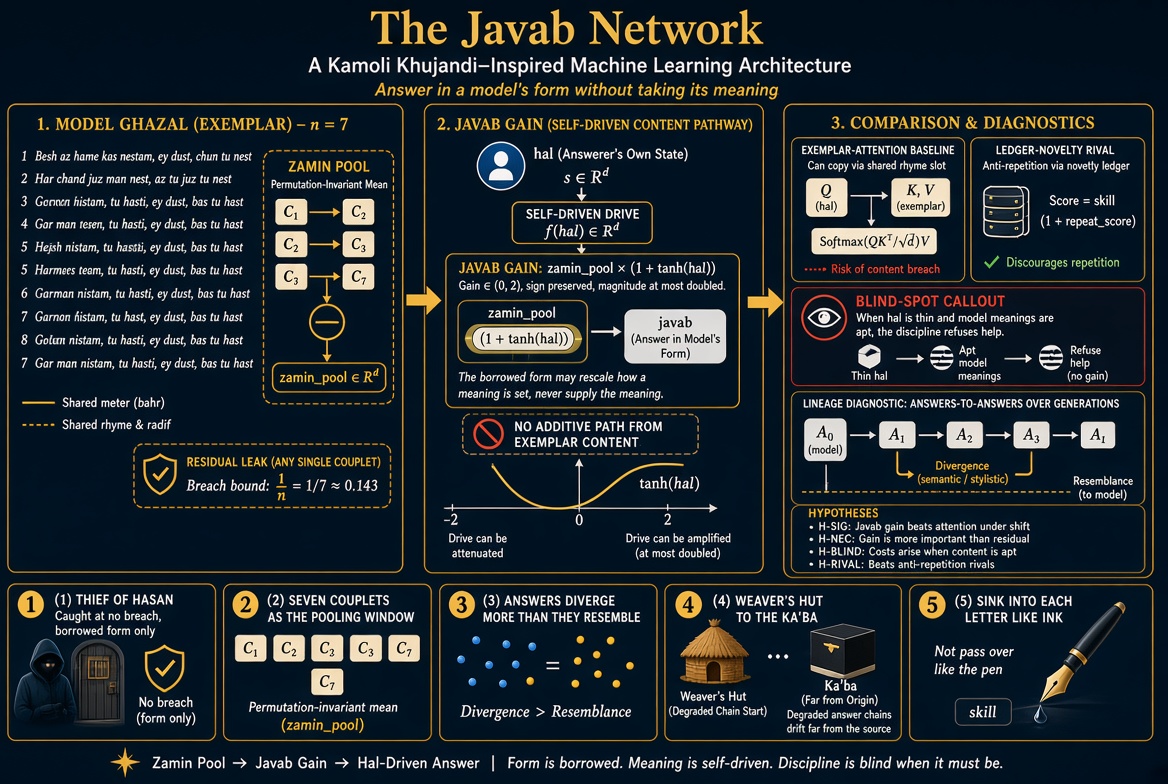 The Javab Network
A Kamoli Khujandi–Inspired Machine Learning Architecture
Answer in a model's form without taking its meaning
1. MODEL GHAZAL (EXEMPLAR) – n = 7
1 Besh az hame kas nestam, ey dust, chun tu nest
2 Har chand juz man nest, az tu juz tu nest
3 Garnкn histam, tu hasti, ey dust, bas tu hast
4 Gar man tesen, tu hasti, ey dust, bas tu hast
5 Hejsh nistam, tu hastti, ey dust, bas tu hast
5 Harmees team, tu hasti, ey dust, bas tu hast
6 Garman nistam, tu hasti, ey dust, bas tu hast
7 Garnon fistam, tu hast, ey dust, bas tu hast
8 Golun nistam, tu hasti, ey dust, bas tu hast
7 Gar man nistam, tu hasti, ey dust, bas tu hast
ZAMIN POOL
Permutation-Invariant Mean
C1 C2
C2 C3
C3 C7
zamin_pool ∈ R^d
Shared meter (bahr)
Shared rhyme & radif
RESIDUAL LEAK (ANY SINGLE COUPLET)
Breach bound: 1/n = 1/7 ≈ 0.143
2. JAVAB GAIN (SELF-DRIVEN CONTENT PATHWAY)
hal (Answerer's Own State)
s ∈ R^d
SELF-DRIVEN DRIVE
f(hal) ∈ R^d
JAVAB GAIN: zamin_pool × (1 + tanh(hal))
Gain ∈ (0, 2), sign preserved, magnitude at most doubled.
zamin_pool
(1 + tanh(hal))
javab
(Answer in Model's
Form)
The borrowed form may rescale how a
meaning is set, never supply the meaning.
NO ADDITIVE PATH FROM
EXEMPLAR CONTENT
tanh(hal)
−2 0 2
Drive can be
attenuated
Drive can be amplified
(at most doubled)
3. COMPARISON & DIAGNOSTICS
EXEMPLAR-ATTENTION BASELINE
Can copy via shared rhyme slot
Q
(hal)
K, V
(exemplar)
Softmax(QK^T/√d)V
Risk of content breach
LEDGER-NOVELTY RIVAL
Anti-repetition via novetty ledger
Score = skill
(1 + repeat_score)
Discourages repetition
BLIND-SPOT CALLOUT
When hal is thin and model meanings are
apt, the discipline refuses help.
Thin hal
Apt
model
meanings
Refuse
help
(no gain)
LINEAGE DIAGNOSTIC: ANSWERS-TO-ANSWERS OVER GENERATIONS
A0
(model)
A1 A2 A3 A1
Divergence
(semantic / stylistic)
Resemblance
(to model)
HYPOTHESES
• H-SIG: Javab gain beats attention under shift
• H-NEC: Gain is more important than residual
• H-BLIND: Costs arise when content is apt
• H-RIVAL: Beats anti-repetition rivals
1 (1) THIEF OF HASAN
Caught at no breach,
borrowed form only
No breach
(form only)
2 (2) SEVEN COUPLETS
AS THE POOLING WINDOW
C1 C2 C3 C3 C7
C7
Permutation-invariant mean
(zamin_pool)
3 (3) ANSWERS DIVERGE
MORE THAN THEY RESEMBLE
=
Divergence > Resemblance
4 (4) WEAVER'S HUT
TO THE KA'BA
Weaver's Hut
(Degraded Chain Start)
...
Ka'ba
(Far from Origin)
Degraded answer chains
drift far from the source
5 (5) SINK INTO EACH
LETTER LIKE INK
Not pass over
like the pen
skill
Zamin Pool → Javab Gain → Hal-Driven Answer | Form is borrowed. Meaning is self-driven. Discipline is blind when it must be.